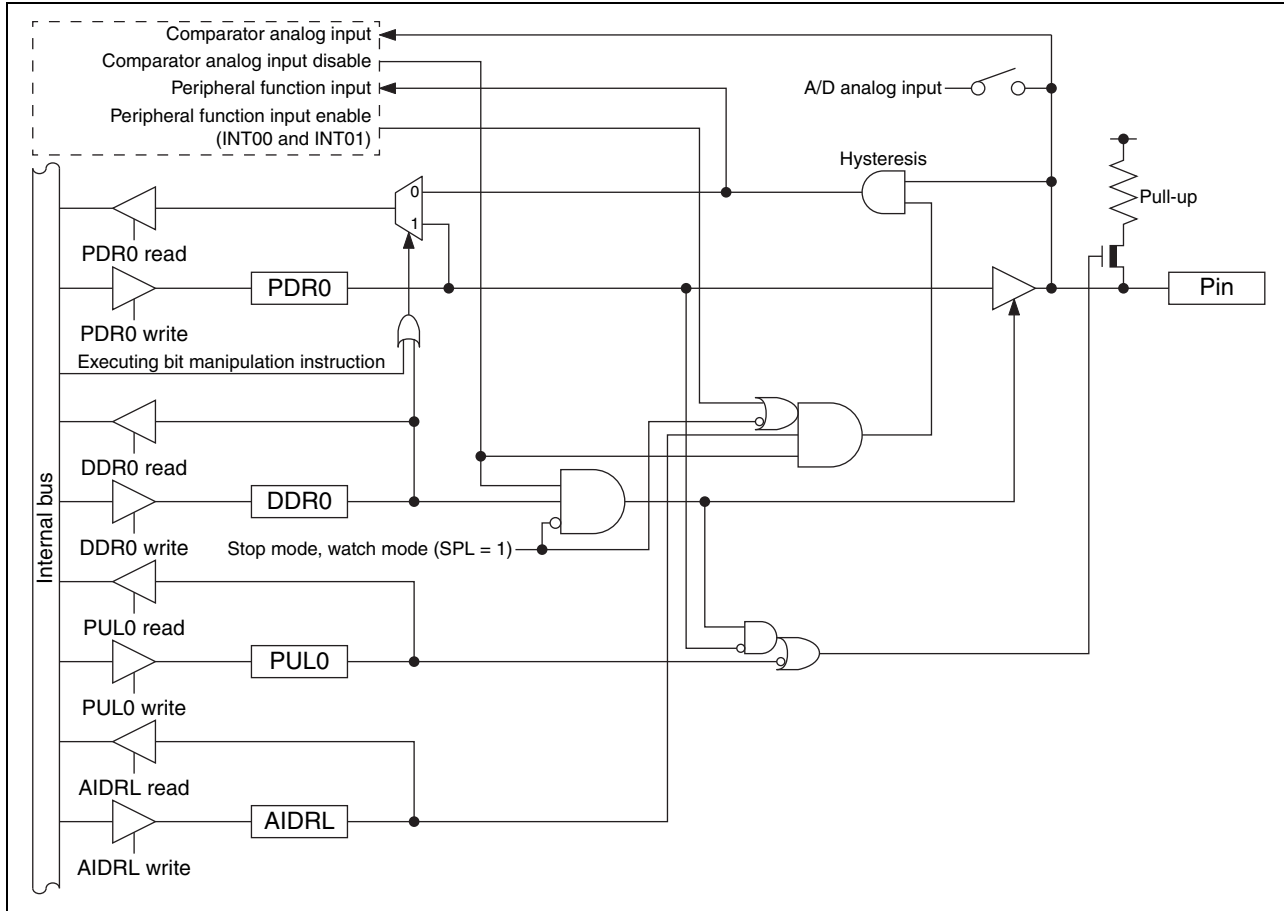 Comparator analog input
Comparator analog input disable
Peripheral function input
Peripheral function input enable
(INT00 and INT01)
A/D analog input
Hysteresis
Pull-up
0
1
PDR0 read
PDR0
Pin
PDR0 write
Executing bit manipulation instruction
DDR0 read
DDR0
DDR0 write
Stop mode, watch mode (SPL = 1)
Internal bus
PUL0 read
PUL0
PUL0 write
AIDRL read
AIDRL
AIDRL write